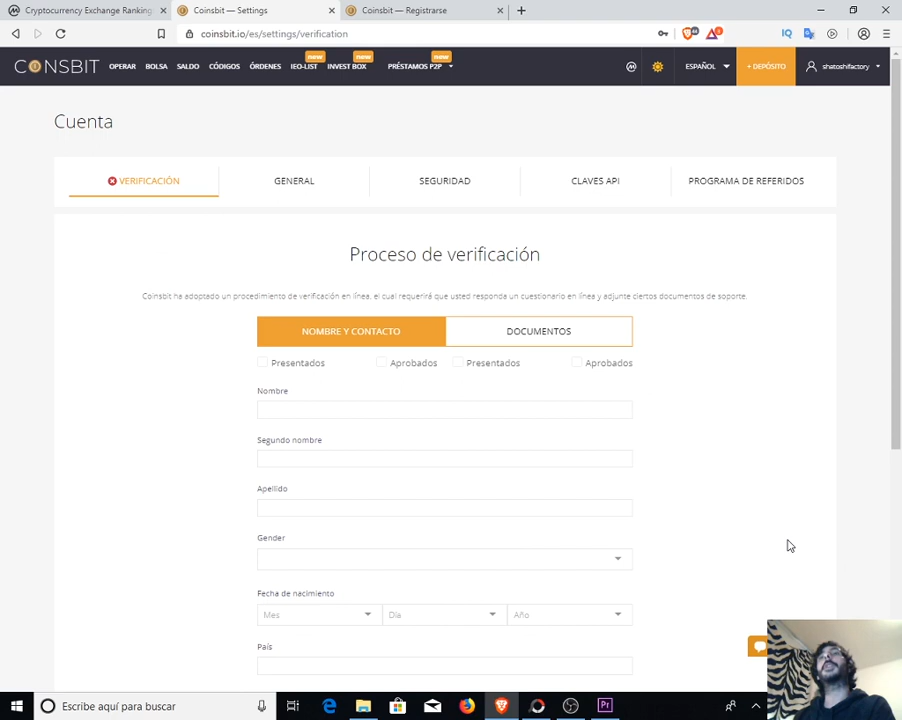 Cryptocurrency Exchange Ranking
Coinsbit — Settings
Coinsbit — Registrarse
coinsbit.io/es/settings/verification
COINSBIT
OPERAR
BOLSA
SALDO
CÓDIGOS
ÓRDENES
new
IEO-LIST
new
INVEST BOX
new
PRÉSTAMOS P2P
ESPAÑOL
+ DEPÓSITO
shatoshifactory
Cuenta
VERIFICACIÓN
GENERAL
SEGURIDAD
CLAVES API
PROGRAMA DE REFERIDOS
Proceso de verificación
Coinsbit ha adoptado un procedimiento de verificación en línea, el cual requerirá que usted responda un cuestionario en línea y adjunte ciertos documentos de soporte.
NOMBRE Y CONTACTO
DOCUMENTOS
Presentados
Aprobados
Presentados
Aprobados
Nombre
Segundo nombre
Apellido
Gender
Fecha de nacimiento
Mes
Día
Año
País
Escribe aquí para buscar
Pr